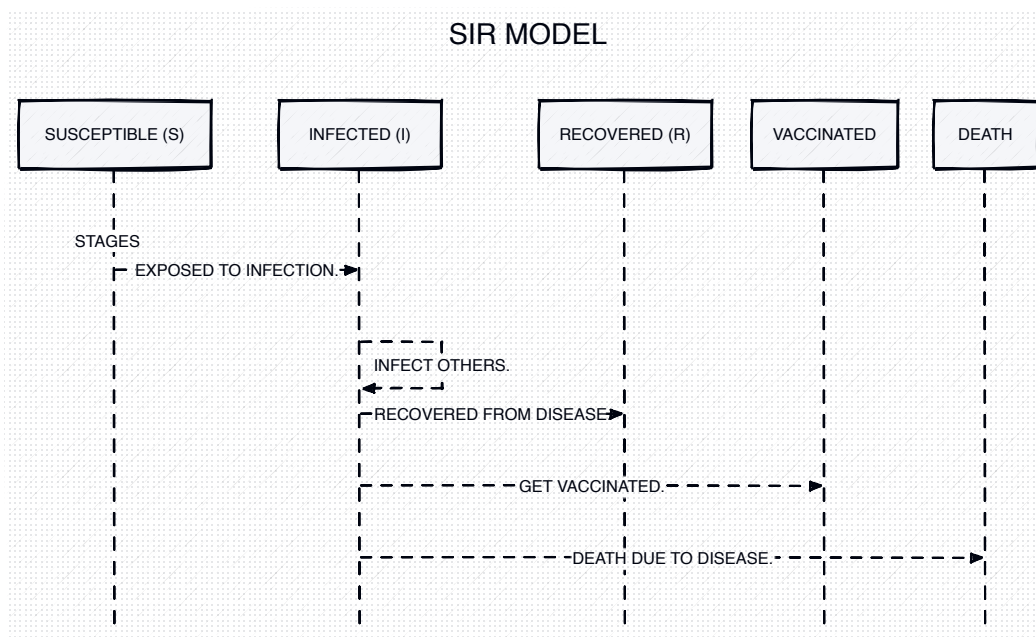 SIR MODEL
SUSCEPTIBLE (S)
INFECTED (I)
RECOVERED (R)
VACCINATED
DEATH
STAGES
EXPOSED TO INFECTION.
INFECT OTHERS.
RECOVERED FROM DISEASE
GET VACCINATED.
DEATH DUE TO DISEASE.